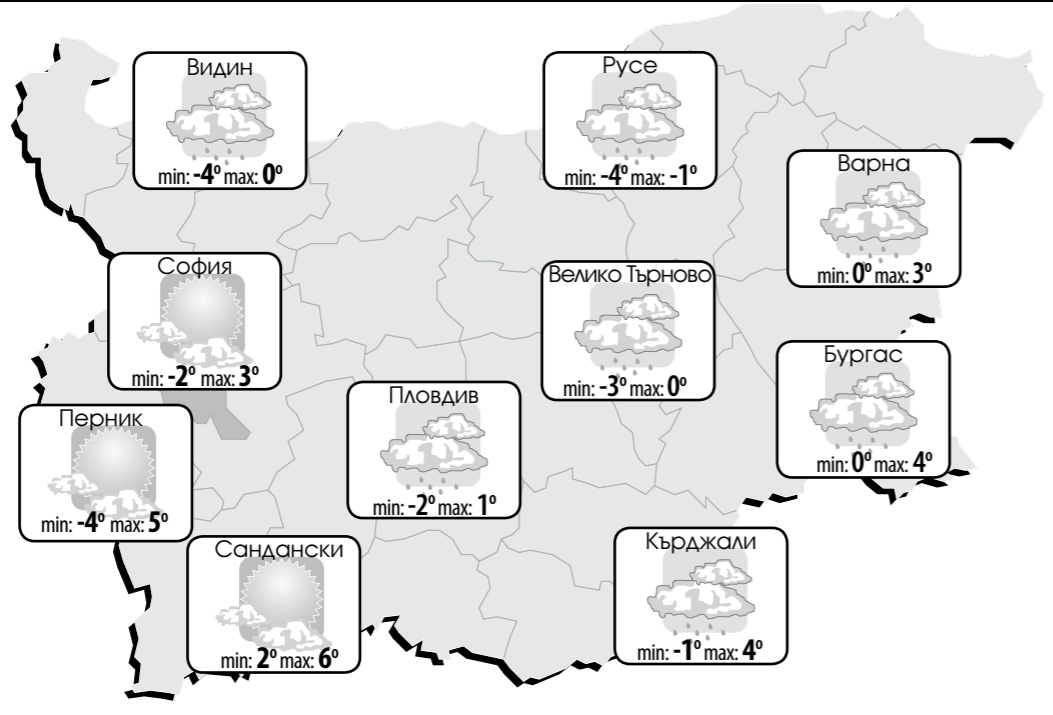 Видин
min: -4° max: 0°
Русе
min: -4° max: -1°
Варна
min: 0° max: 3°
София
min: -2° max: 3°
Велико Търново
min: -3° max: 0°
Бургас
min: 0° max: 4°
Перник
min: -4° max: 5°
Пловдив
min: -2° max: 1°
Сандански
min: 2° max: 6°
Кърджали
min: -1° max: 4°